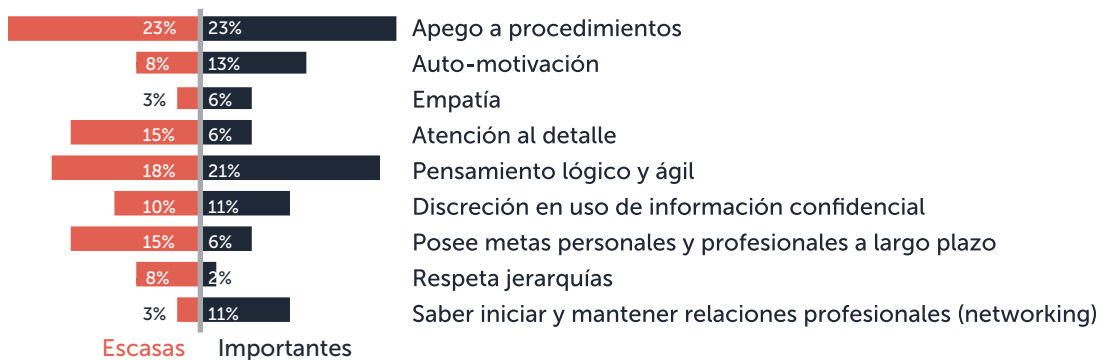 23% 23% Apego a procedimientos
8% 13% Auto-motivación
3% 6% Empatía
15% 6% Atención al detalle
18% 21% Pensamiento lógico y ágil
10% 11% Discreción en uso de información confidencial
15% 6% Posee metas personales y profesionales a largo plazo
8% 2% Respeta jerarquías
3% 11% Saber iniciar y mantener relaciones profesionales (networking)
Escasas Importantes